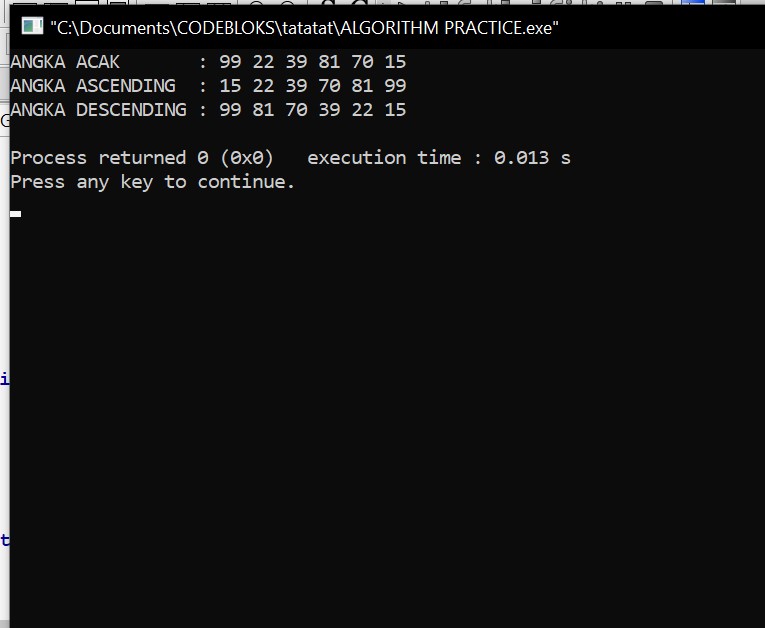 "C:\Documents\CODEBLOKS\tatatat\ALGORITHM PRACTICE.exe"
ANGKA ACAK       : 99 22 39 81 70 15
ANGKA ASCENDING  : 15 22 39 70 81 99
ANGKA DESCENDING : 99 81 70 39 22 15
Process returned 0 (0x0)   execution time : 0.013 s
Press any key to continue.